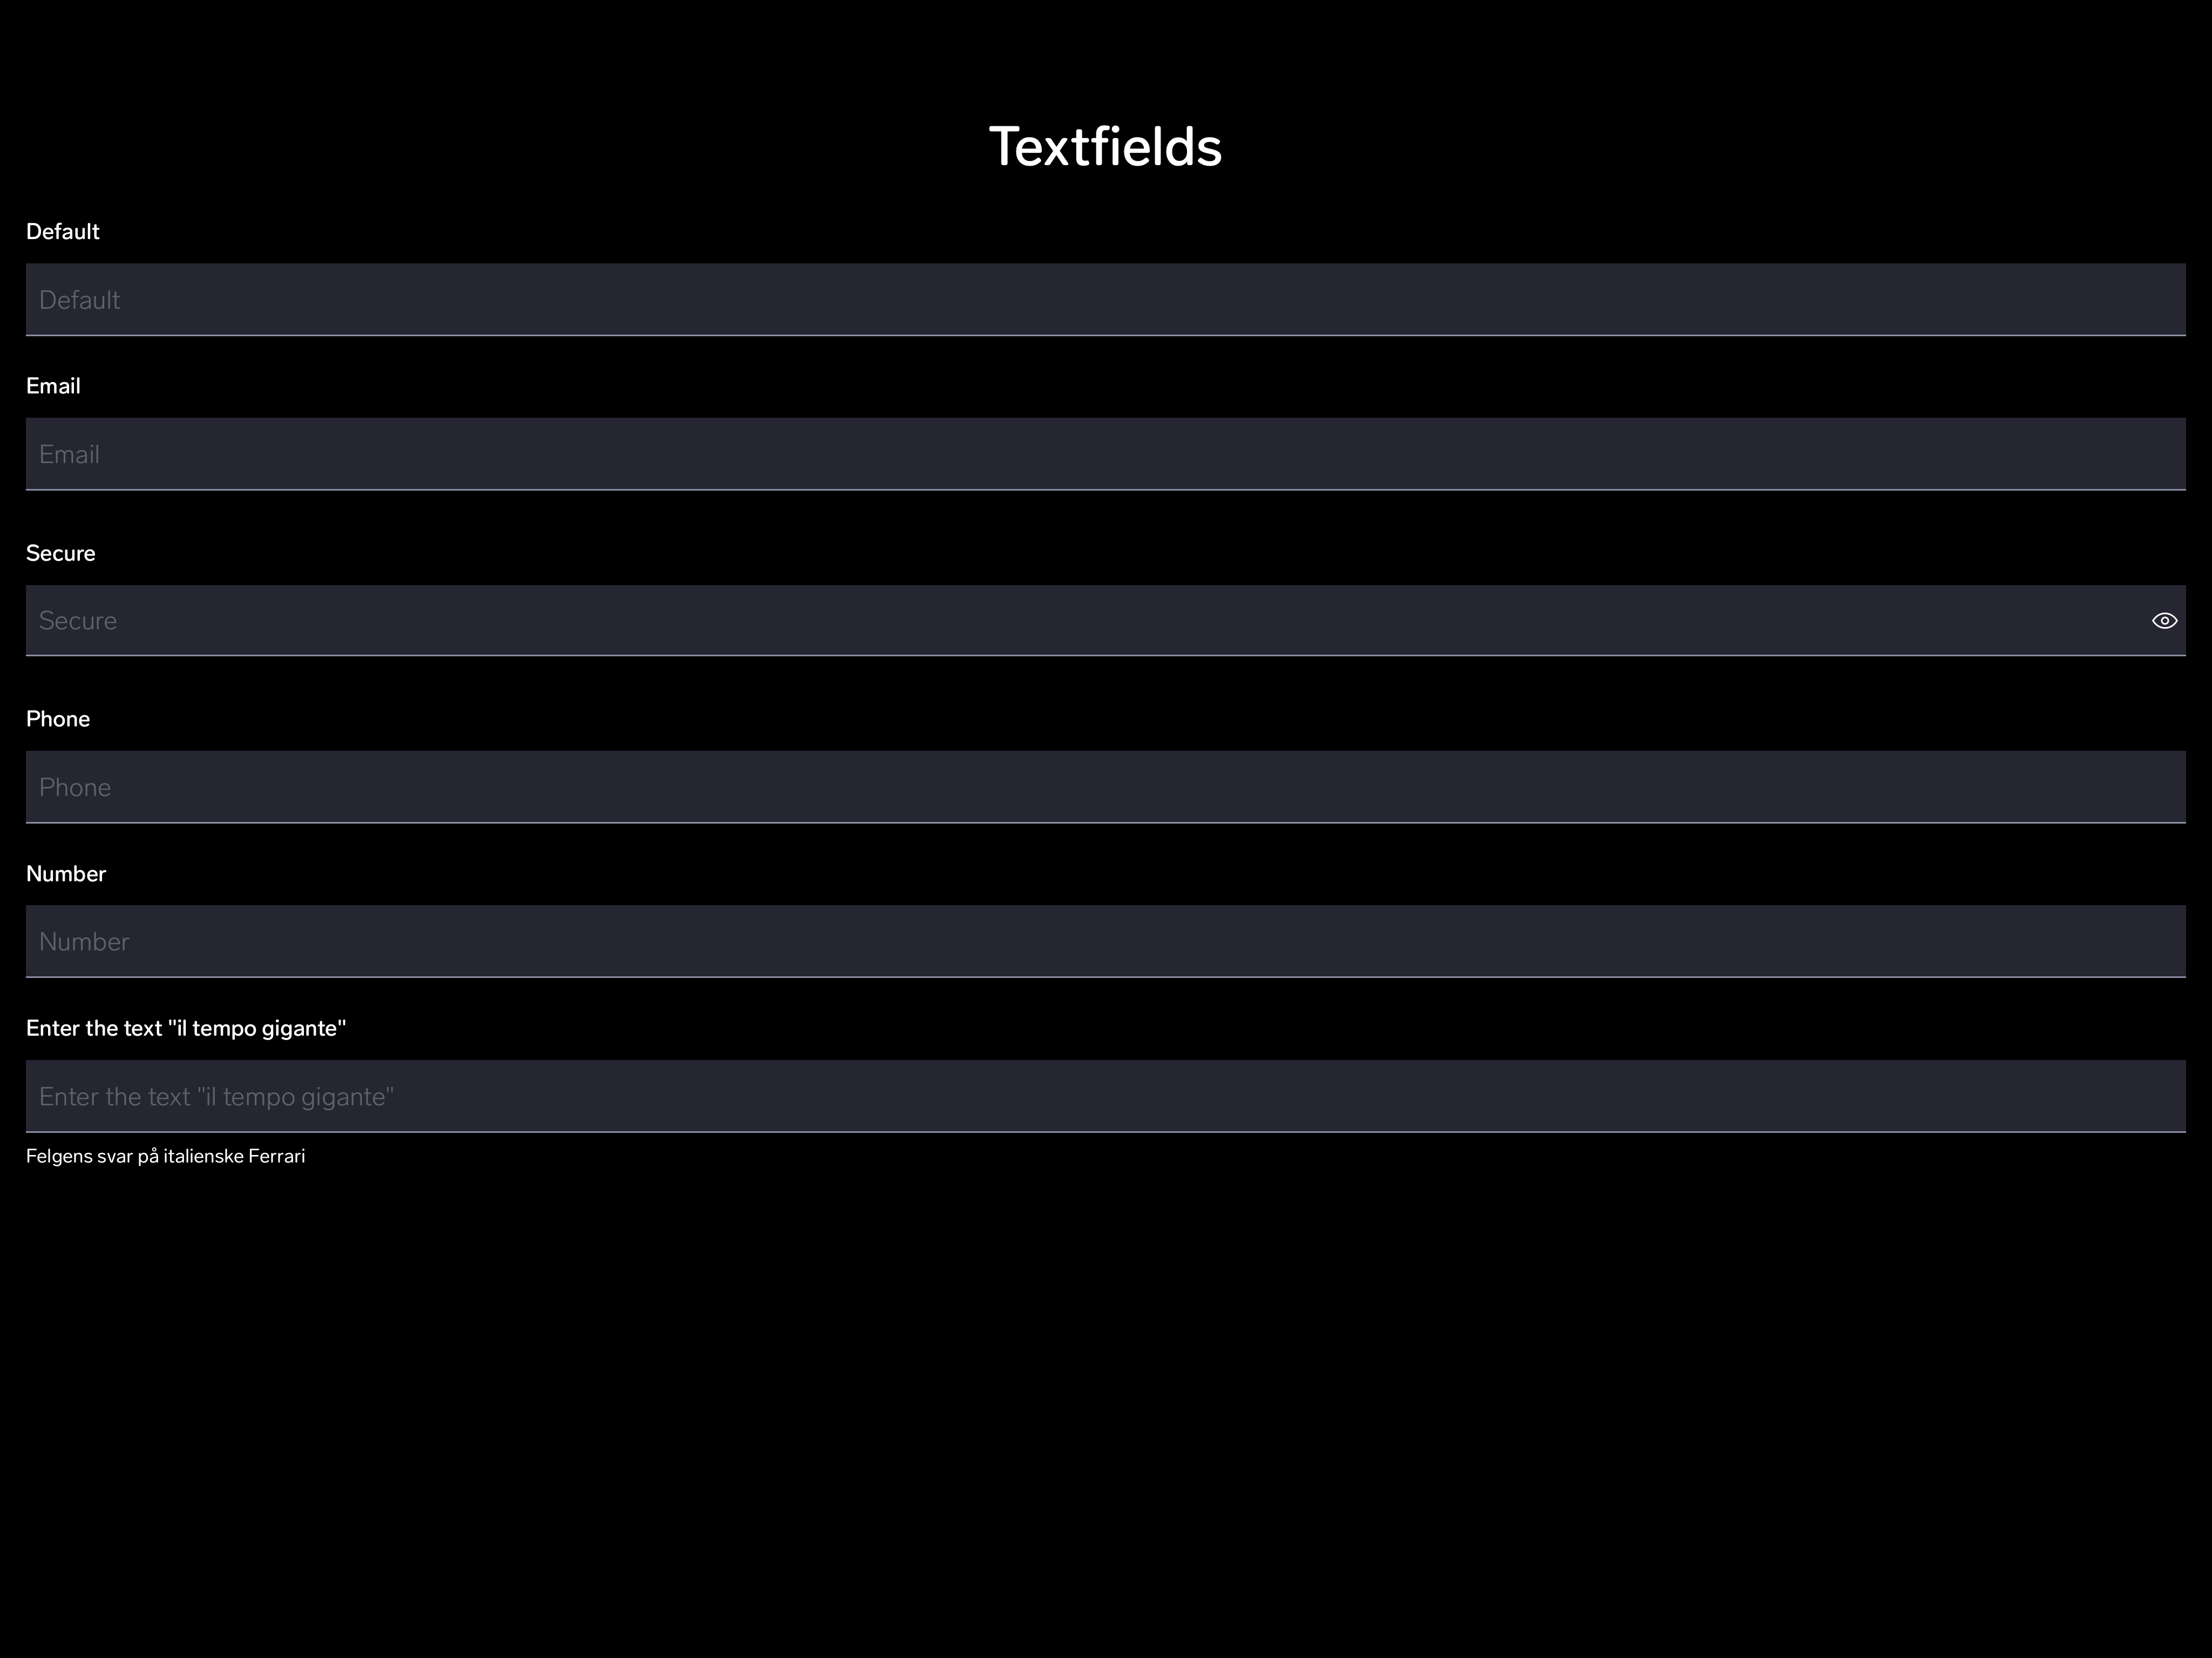 Textfields
Default
Default
Email
Email
Secure
Secure
Phone
Phone
Number
Number
Enter the text "il tempo gigante"
Enter the text "il tempo gigante"
Felgens svar på italienske Ferrari